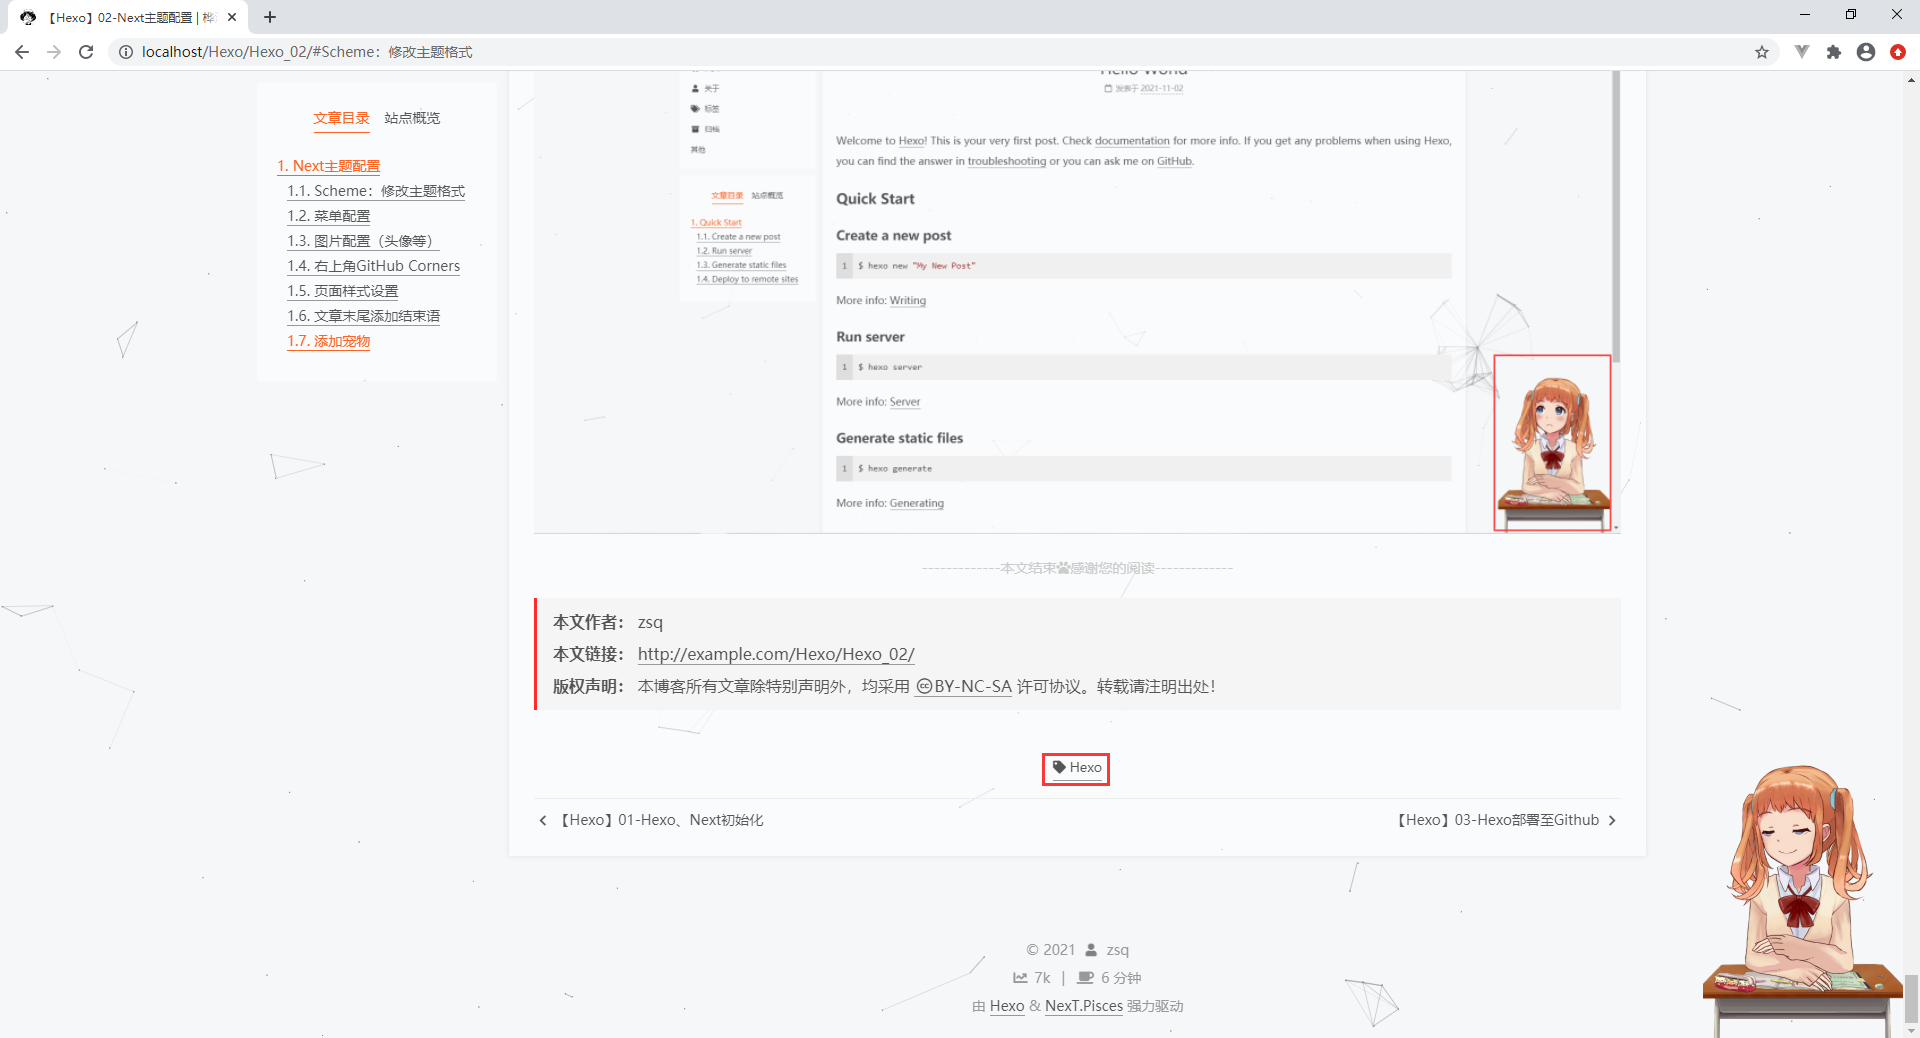 【Hexo】02-Next主题配置 | 桦
localhost/Hexo/Hexo_02/#Scheme：修改主题格式
文章目录 站点概览
1. Next主题配置
1.1. Scheme：修改主题格式
1.2. 菜单配置
1.3. 图片配置（头像等）
1.4. 右上角GitHub Corners
1.5. 页面样式设置
1.6. 文章末尾添加结束语
1.7. 添加宠物
关于
标签
归档
其他
文章目录 站点概览
1. Quick Start
1.1. Create a new post
1.2. Run server
1.3. Generate static files
1.4. Deploy to remote sites
Hello World
发表于 2021-11-02
Welcome to Hexo! This is your very first post. Check documentation for more info. If you get any problems when using Hexo,
you can find the answer in troubleshooting or you can ask me on GitHub.
Quick Start
Create a new post
1 $ hexo new "My New Post"
More info: Writing
Run server
1 $ hexo server
More info: Server
Generate static files
1 $ hexo generate
More info: Generating
-------------本文结束感谢您的阅读-------------
本文作者： zsq
本文链接： http://example.com/Hexo/Hexo_02/
版权声明： 本博客所有文章除特别声明外，均采用 BY-NC-SA 许可协议。转载请注明出处！
Hexo
【Hexo】01-Hexo、Next初始化
【Hexo】03-Hexo部署至Github
© 2021 zsq
7k | 6 分钟
由 Hexo & NexT.Pisces 强力驱动